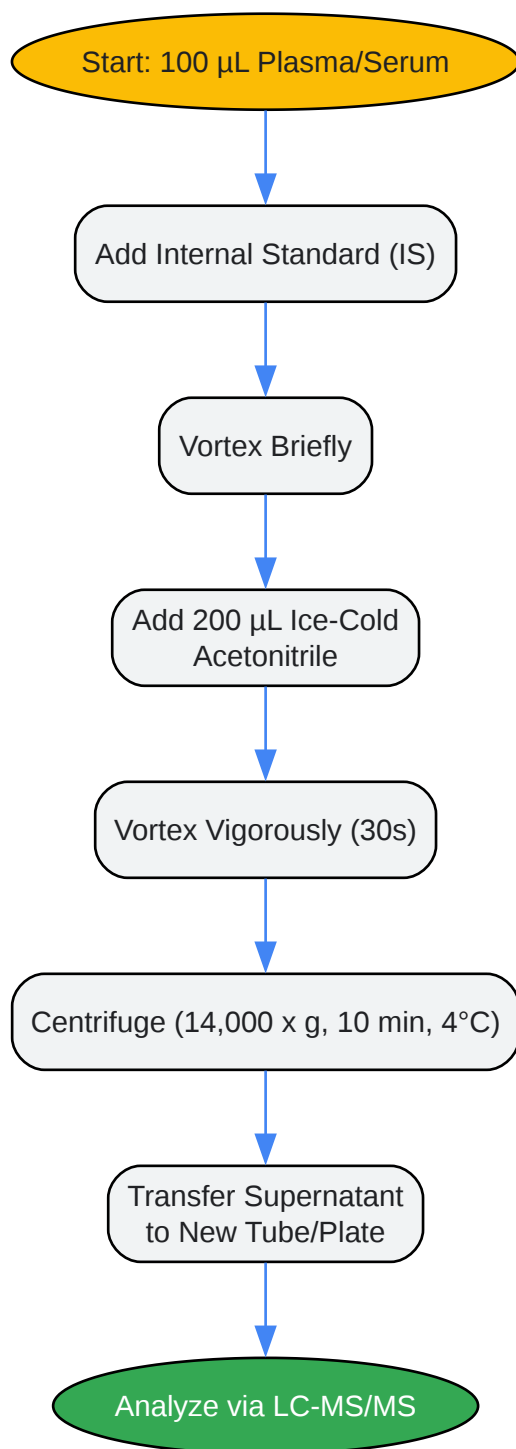 Start: 100 µL Plasma/Serum
Add Internal Standard (IS)
Vortex Briefly
Add 200 µL Ice-Cold
Acetonitrile
Vortex Vigorously (30s)
Centrifuge (14,000 x g, 10 min, 4°C)
Transfer Supernatant
to New Tube/Plate
Analyze via LC-MS/MS